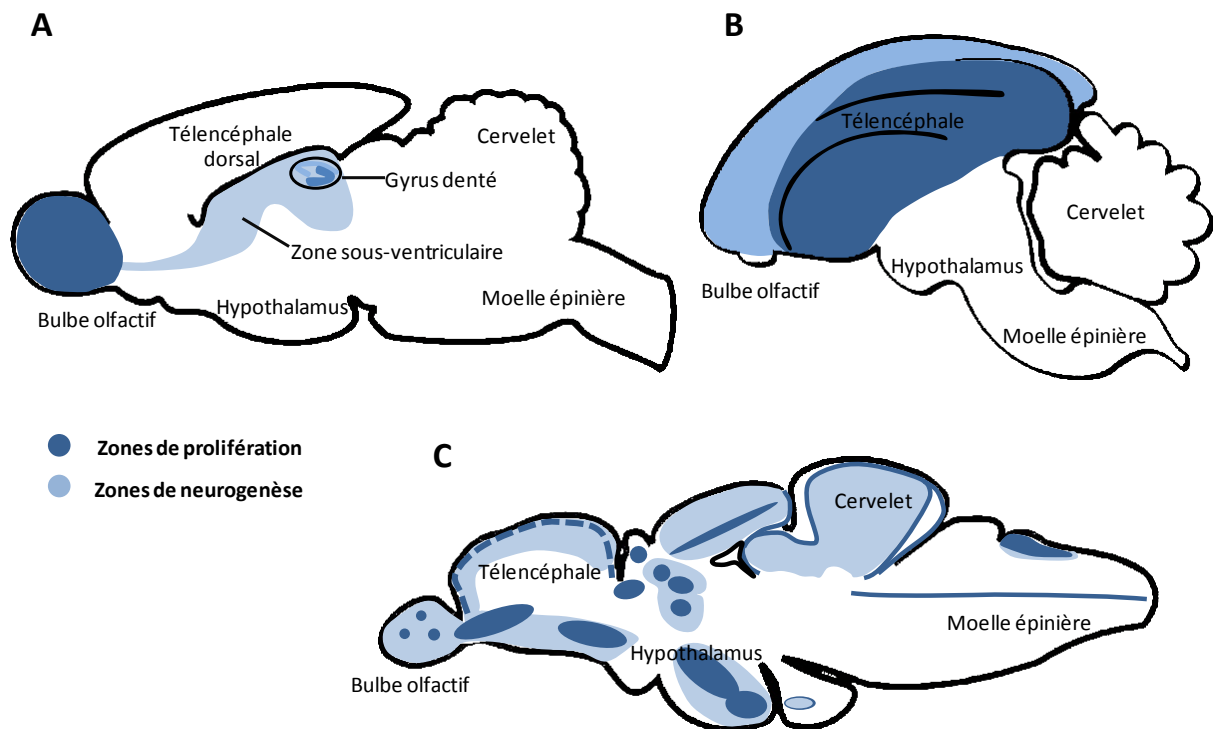 A
Télencéphale
dorsal
Cervelet
Gyrus denté
Zone sous-ventriculaire
Hypothalamus
Moelle épinière
Bulbe olfactif
B
Télencéphale
Cervelet
Hypothalamus
Bulbe olfactif
Moelle épinière
Zones de prolifération
Zones de neurogenèse
C
Cervelet
Télencéphale
Moelle épinière
Hypothalamus
Bulbe olfactif